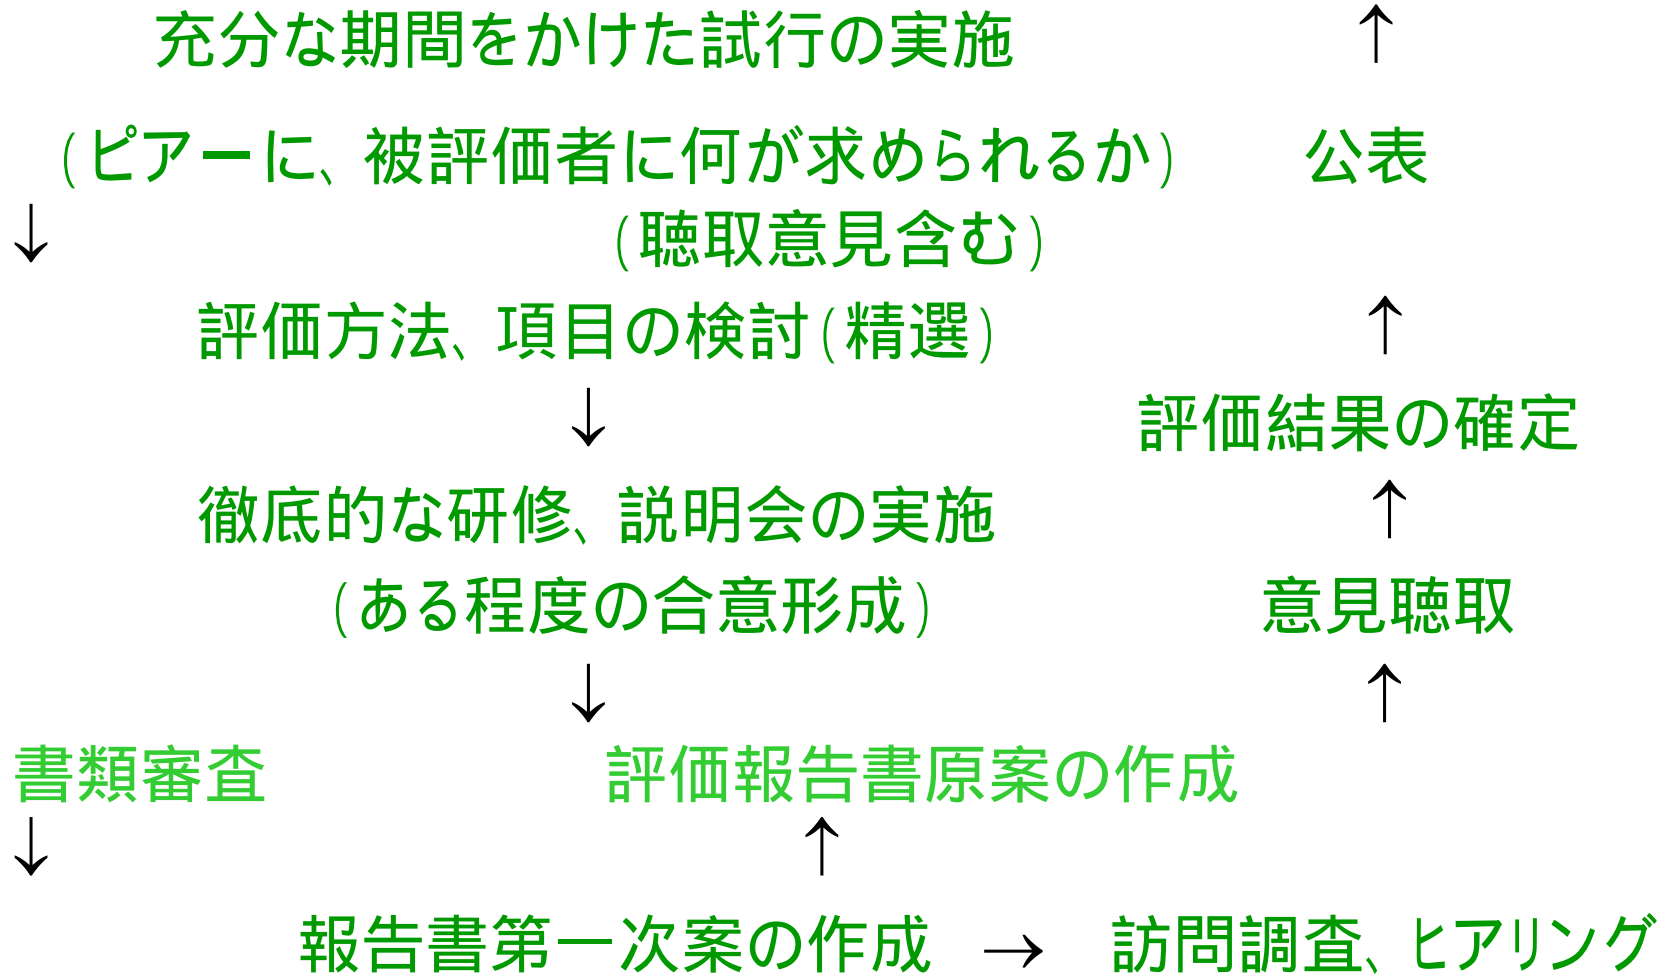 充分な期間をかけた試行の実施 ↑
（ピアーに、被評価者に何が求められるか） 公表
↓ （聴取意見含む）
評価方法、項目の検討（精選） ↑
↓ 評価結果の確定
徹底的な研修、説明会の実施 ↑
（ある程度の合意形成） 意見聴取
↓ ↑
書類審査 評価報告書原案の作成
↓ ↑
報告書第一次案の作成 → 訪問調査、ヒアリング